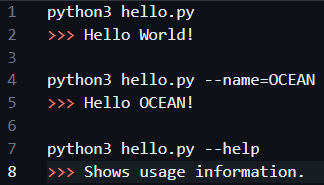 1 python3 hello.py
2 >>> Hello World!
3
4 python3 hello.py --name=OCEAN
5 >>> Hello OCEAN!
6
7 python3 hello.py --help
8 >>> Shows usage information.